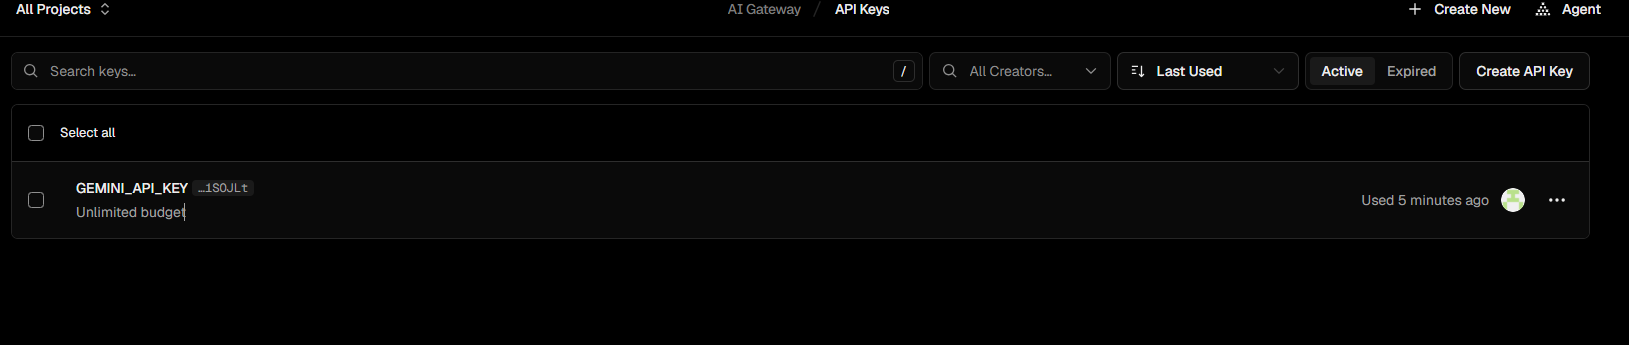 All Projects
AI Gateway / API Keys
Create New
Agent
Search keys...
/
All Creators...
Last Used
Active
Expired
Create API Key
Select all
GEMINI_API_KEY …1SOJLt
Unlimited budget
Used 5 minutes ago